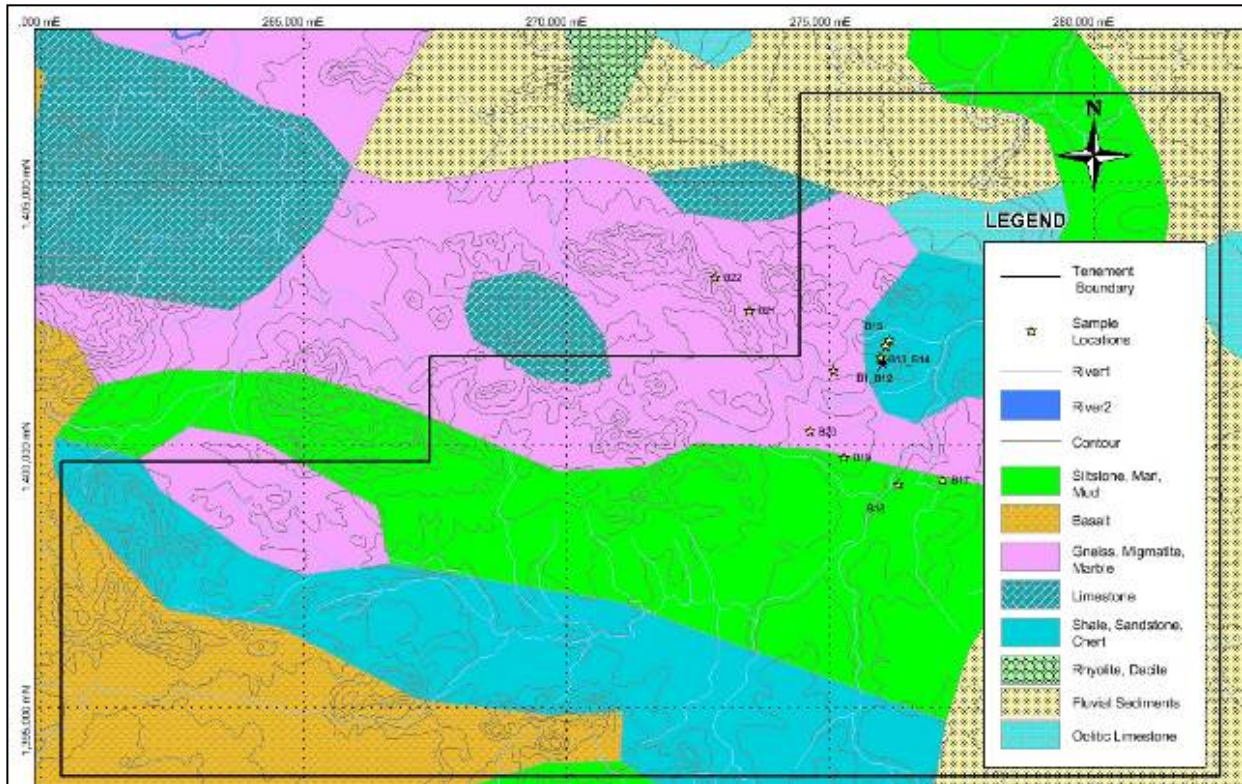 ,000 mE
265,000 mE
270,000 mE
275,000 mE
280,000 mE
1,405,000 mN
1,400,000 mN
1,395,000 mN
N
B22
B15
B13_B14
B1_B12
B20
B19
B17
B18
LEGEND
Tenement
Boundary
Sample
Locations
River1
River2
Contour
Siltstone, Marl,
Mud
Basalt
Gneiss, Migmatite,
Marble
Limestone
Shale, Sandstone,
Chert
Rhyolite, Dacite
Fluvial Sediments
Oolitic Limestone